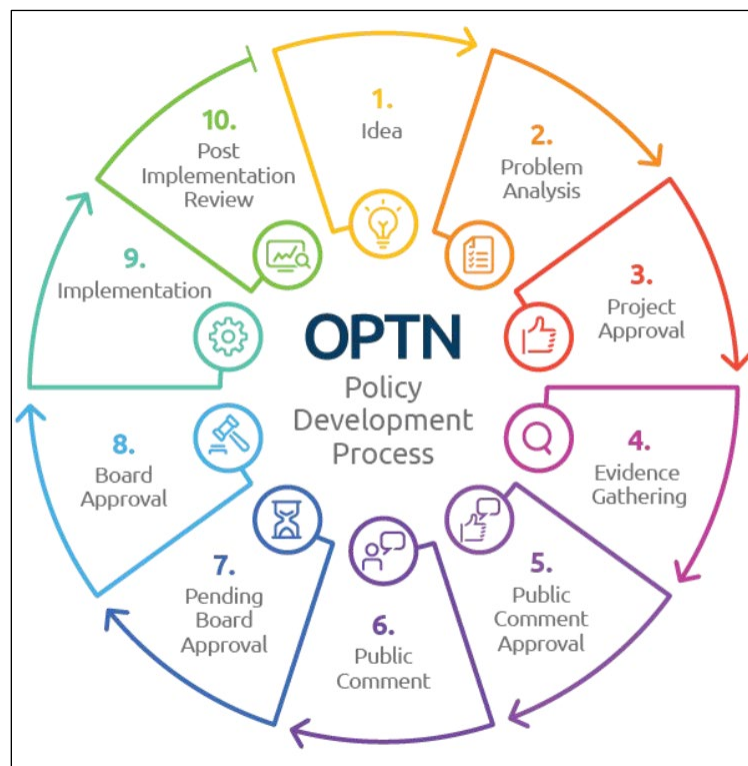 OPTN
Policy
Development
Process
1.
Idea
2.
Problem
Analysis
3.
Project
Approval
4.
Evidence
Gathering
5.
Public
Comment
Approval
6.
Public
Comment
7.
Pending
Board
Approval
8.
Board
Approval
9.
Implementation
10.
Post
Implementation
Review